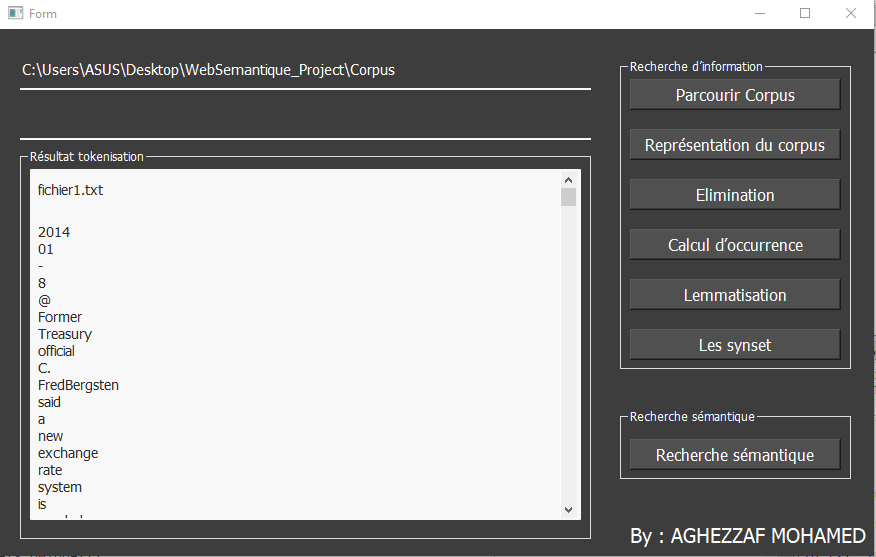 Form
C:\Users\ASUS\Desktop\WebSemantique_Project\Corpus
Résultat tokenisation
fichier1.txt
2014
01
-
8
@
Former
Treasury
official
C.
FredBergsten
said
a
new
exchange
rate
system
is
Recherche d'information
Parcourir Corpus
Représentation du corpus
Elimination
Calcul d'occurrence
Lemmatisation
Les synset
Recherche sémantique
Recherche sémantique
By : AGHEZZAF MOHAMED